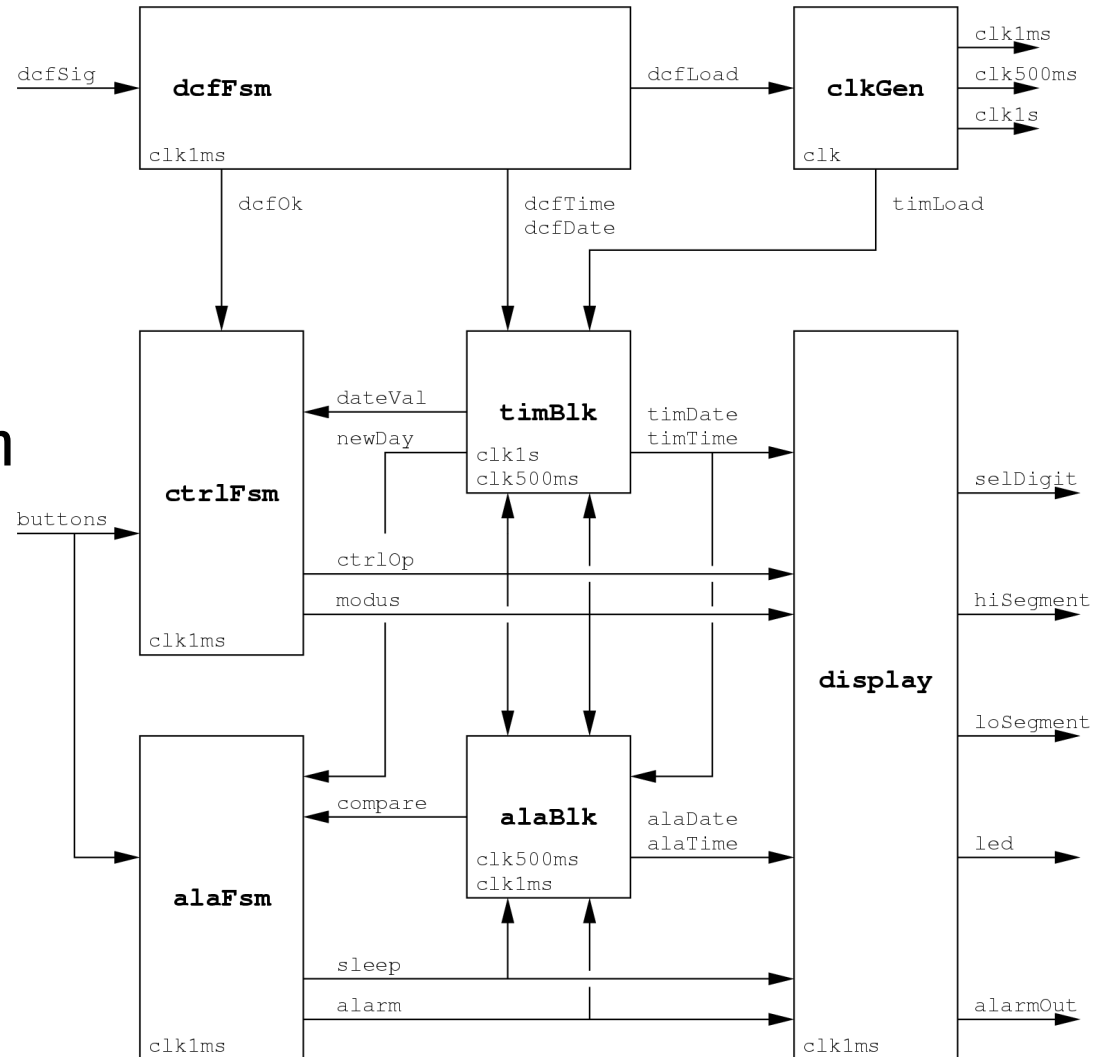 clk1ms
dcfSig
dcfFsm
dcfLoad
clkGen
clk500ms
clk1s
clk1ms
clk
dcfOk
dcfTime
dcfDate
timLoad
dateVal
timBlk
timDate
newDay
timTime
clk1s
clk500ms
ctrlFsm
selDigit
buttons
ctrlOp
modus
hiSegment
clk1ms
display
loSegment
compare
alaBlk
alaDate
alaTime
led
clk500ms
clk1ms
alaFsm
sleep
alarm
alarmOut
clk1ms
clk1ms